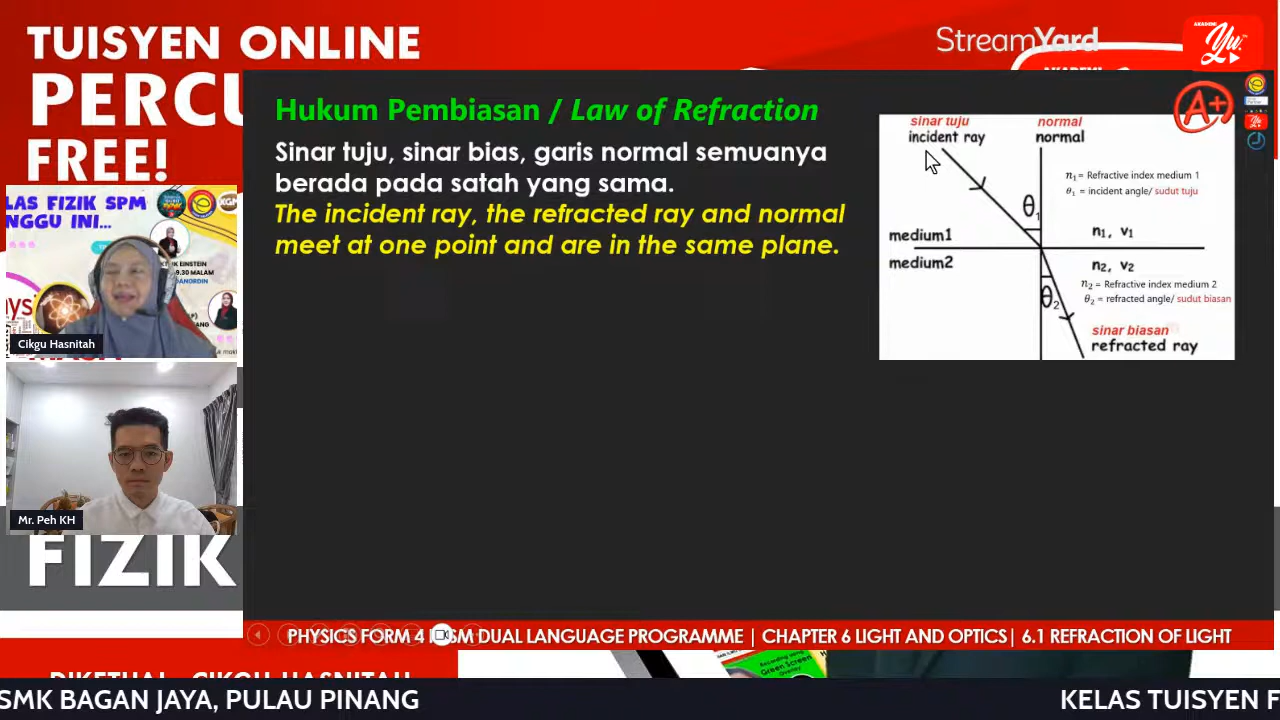 TUISYEN ONLINE
FREE!
StreamYard
Hukum Pembiasan / Law of Refraction
Sinar tuju, sinar bias, garis normal semuanya
berada pada satah yang sama.
The incident ray, the refracted ray and normal
meet at one point and are in the same plane.
A+
sinar tuju
incident ray
normal
normal
n₁ = Refractive index medium 1
θ₁ = incident angle/ sudut tuju
θ₁
medium1
n₁, v₁
medium2
n₂, v₂
n₂ = Refractive index medium 2
θ₂ = refracted angle/ sudut biasan
θ₂
sinar biasan
refracted ray
FIZIK SPM
Cikgu Hasnitah
Mr. Peh KH
FIZIK
PHYSICS FORM 4 KSSM DUAL LANGUAGE PROGRAMME | CHAPTER 6 LIGHT AND OPTICS| 6.1 REFRACTION OF LIGHT
Green Screen
SMK BAGAN JAYA, PULAU PINANG
KELAS TUISYEN F